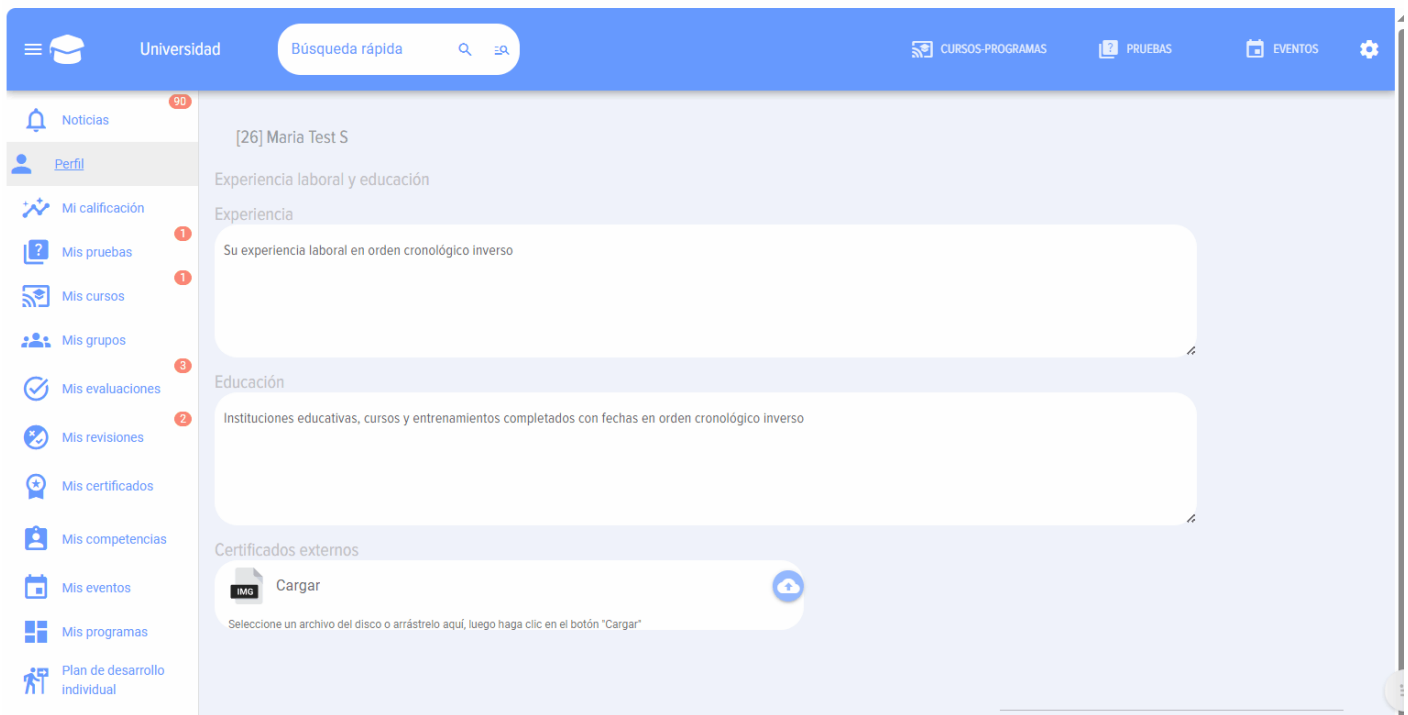 Universidad
Búsqueda rápida
CURSOS-PROGRAMAS
PRUEBAS
EVENTOS
90
Noticias
Perfil
Mi calificación
1
Mis pruebas
1
Mis cursos
Mis grupos
3
Mis evaluaciones
2
Mis revisiones
Mis certificados
Mis competencias
Mis eventos
Mis programas
Plan de desarrollo
individual
[26] Maria Test S
Experiencia laboral y educación
Experiencia
Su experiencia laboral en orden cronológico inverso
Educación
Instituciones educativas, cursos y entrenamientos completados con fechas en orden cronológico inverso
Certificados externos
IMG
Cargar
Seleccione un archivo del disco o arrástrelo aquí, luego haga clic en el botón "Cargar"